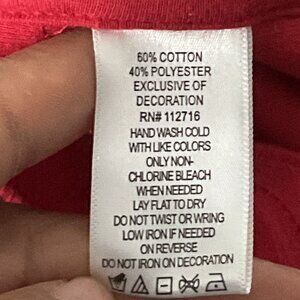 60% COTTON
40% POLYESTER
EXCLUSIVE OF
DECORATION
RN# 112716
HAND WASH COLD
WITH LIKE COLORS
ONLY NON-
CHLORINE BLEACH
WHEN NEEDED
LAY FLAT TO DRY
DO NOT TWIST OR WRING
LOW IRON IF NEEDED
ON REVERSE
DO NOT IRON ON DECORATION